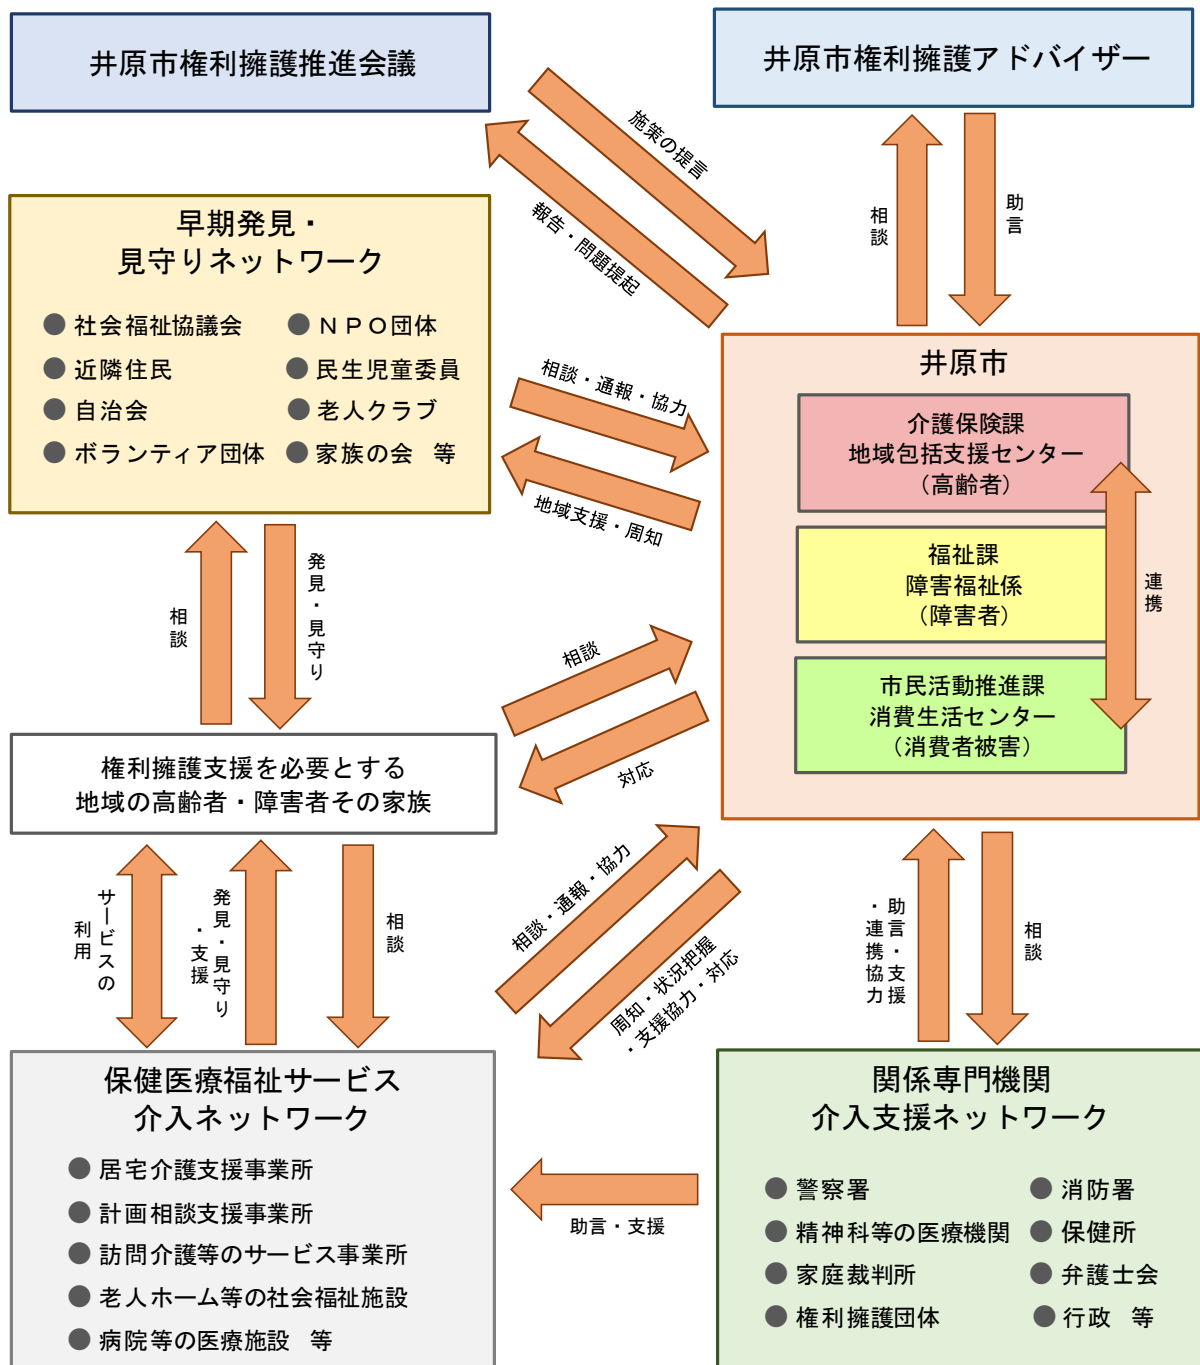 井原市権利擁護推進会議
井原市権利擁護アドバイザー
施策の提言
報告・問題提起
相談
助言
早期発見・
見守りネットワーク
● 社会福祉協議会
● ＮＰＯ団体
● 近隣住民
● 民生児童委員
● 自治会
● 老人クラブ
● ボランティア団体
● 家族の会　等
相談・通報・協力
地域支援・周知
井原市
介護保険課
地域包括支援センター
（高齢者）
福祉課
障害福祉係
（障害者）
市民活動推進課
消費生活センター
（消費者被害）
連携
相談
発見・見守り
相談
対応
権利擁護支援を必要とする
地域の高齢者・障害者その家族
サービスの
利用
発見・見守り
・支援
相談
相談・通報・協力
周知・状況把握
・支援協力・対応
助言・支援
・連携協力
相談
保健医療福祉サービス
介入ネットワーク
● 居宅介護支援事業所
● 計画相談支援事業所
● 訪問介護等のサービス事業所
● 老人ホーム等の社会福祉施設
● 病院等の医療施設　等
助言・支援
関係専門機関
介入支援ネットワーク
● 警察署
● 消防署
● 精神科等の医療機関
● 保健所
● 家庭裁判所
● 弁護士会
● 権利擁護団体
● 行政　等